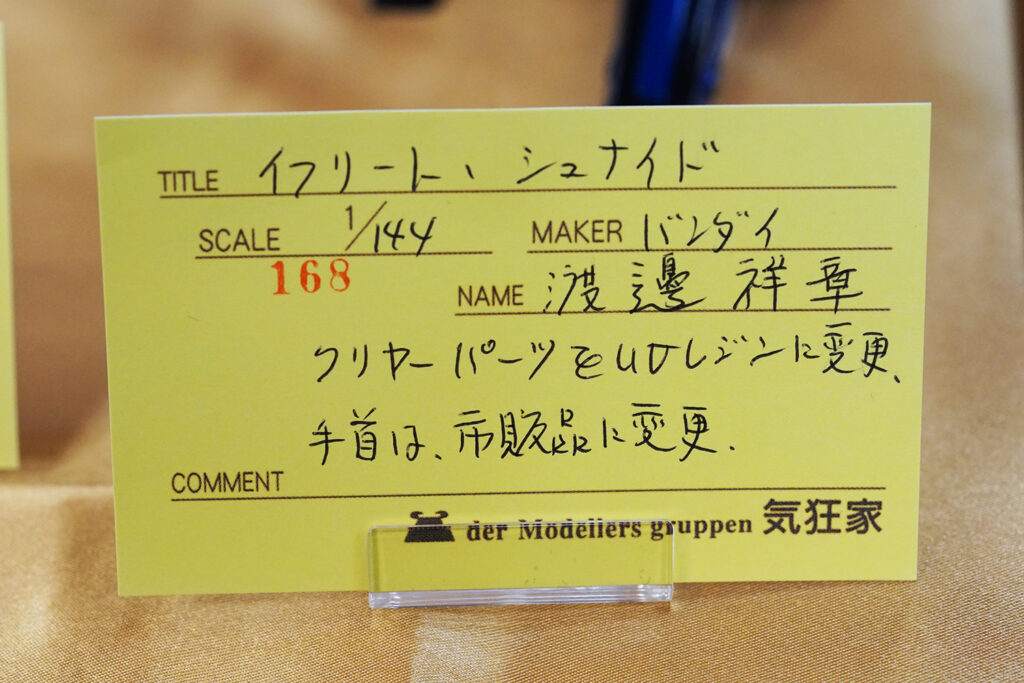 TITLE イフリート、シュナイド
SCALE 1/144 MAKER バンダイ
168
NAME 渡邊 祥章
クリヤーパーツをUVレジンに変更、
手首は、市販品に変更.
COMMENT
der Modellers gruppen 気狂家